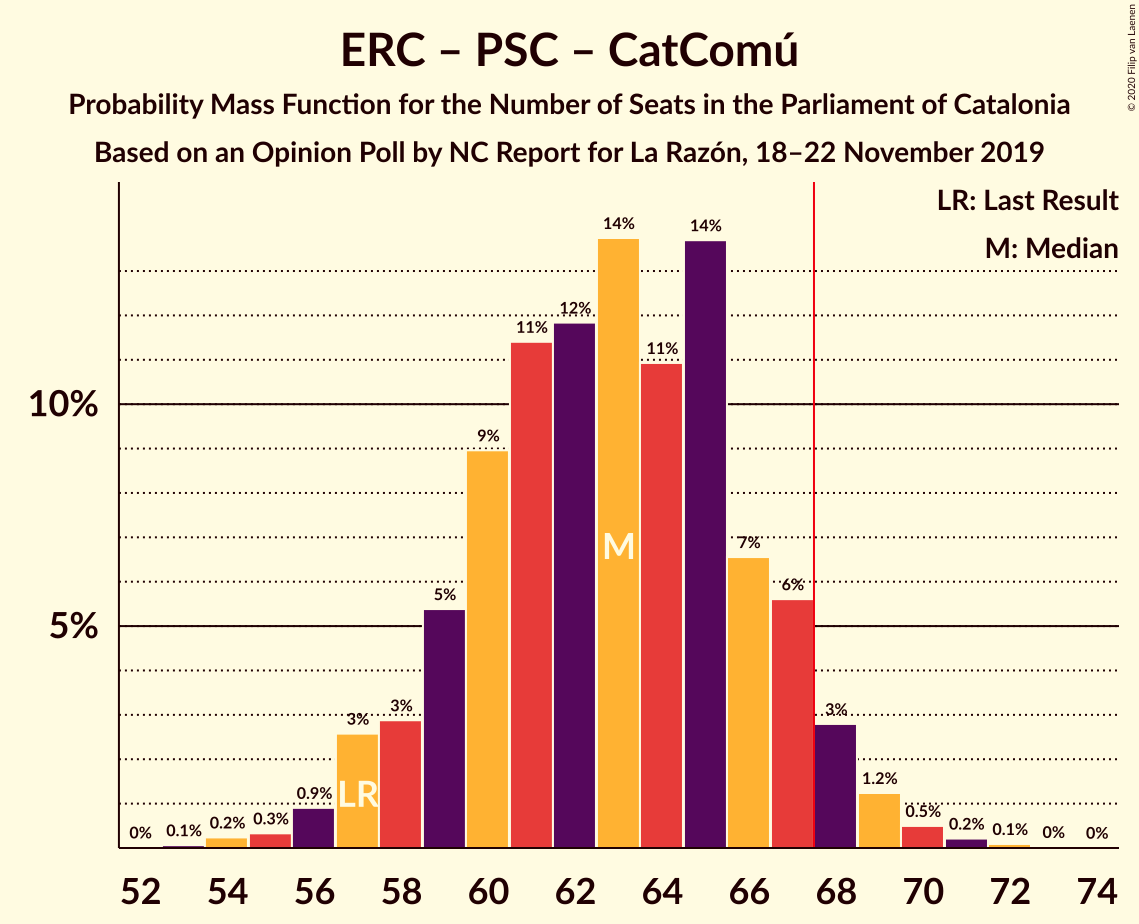 ERC – PSC – CatComú
Probability Mass Function for the Number of Seats in the Parliament of Catalonia
Based on an Opinion Poll by NC Report for La Razón, 18–22 November 2019
© 2020 Filip van Laenen
LR: Last Result
M: Median
10%
5%
0% 0.1% 0.2% 0.3% 0.9% 3% 3% 5% 9% 11% 12% 14% 11% 14% 7% 6% 3% 1.2% 0.5% 0.2% 0.1% 0% 0%
M
LR
52 54 56 58 60 62 64 66 68 70 72 74